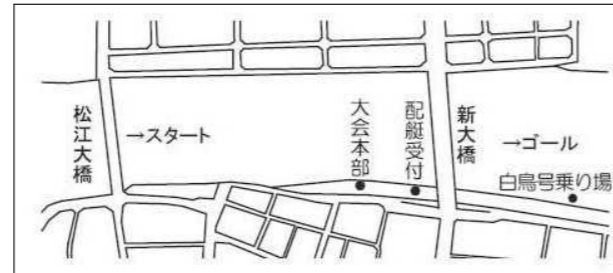 松江大橋
→スタート
大会本部
配艇受付
新大橋
→ゴール
白鳥号乗り場